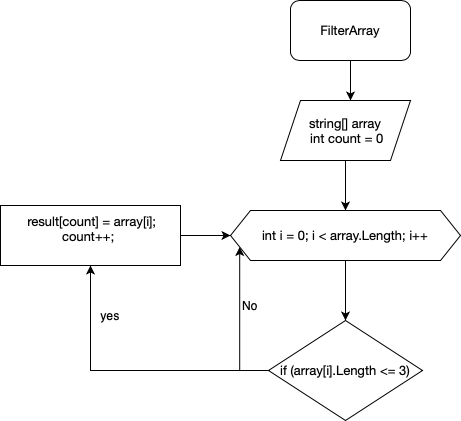 FilterArray
string[] array
int count = 0
result[count] = array[i];
count++;
int i = 0; i < array.Length; i++
yes
No
if (array[i].Length <= 3)